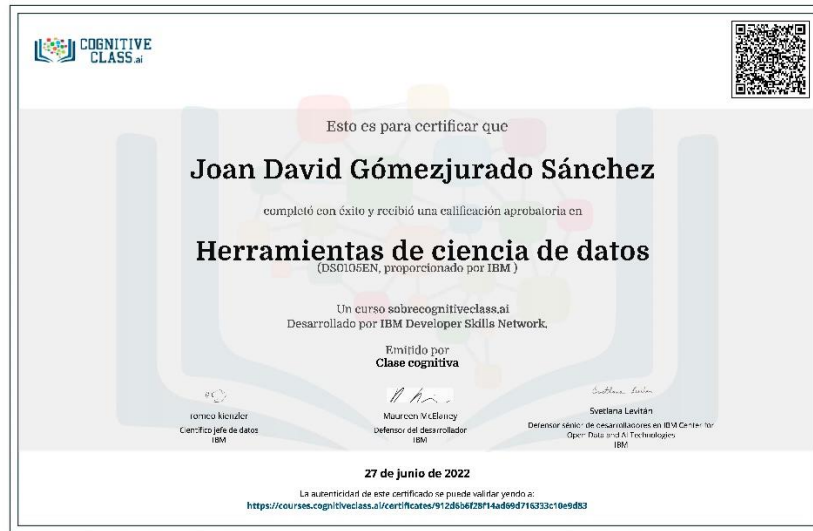 COGNITIVE
CLASS.ai
Esto es para certificar que
Joan David Gómezjurado Sánchez
completó con éxito y recibió una calificación aprobatoria en
Herramientas de ciencia de datos
(DS0105EN, proporcionado por IBM )
Un curso sobrecognitiveclass.ai
Desarrollado por IBM Developer Skills Network.
Emitido por
Clase cognitiva
romeo kienzler
Científico jefe de datos
IBM
Maureen McElaney
Defensor del desarrollador
IBM
Svetlana Levitán
Defensor sénior de desarrolladores en IBM Center for
Open Data and AI Technologies
IBM
27 de junio de 2022
La autenticidad de este certificado se puede validar yendo a:
https://courses.cognitiveclass.ai/certificates/912d6b6f28f14ad69d716333c10e9d83